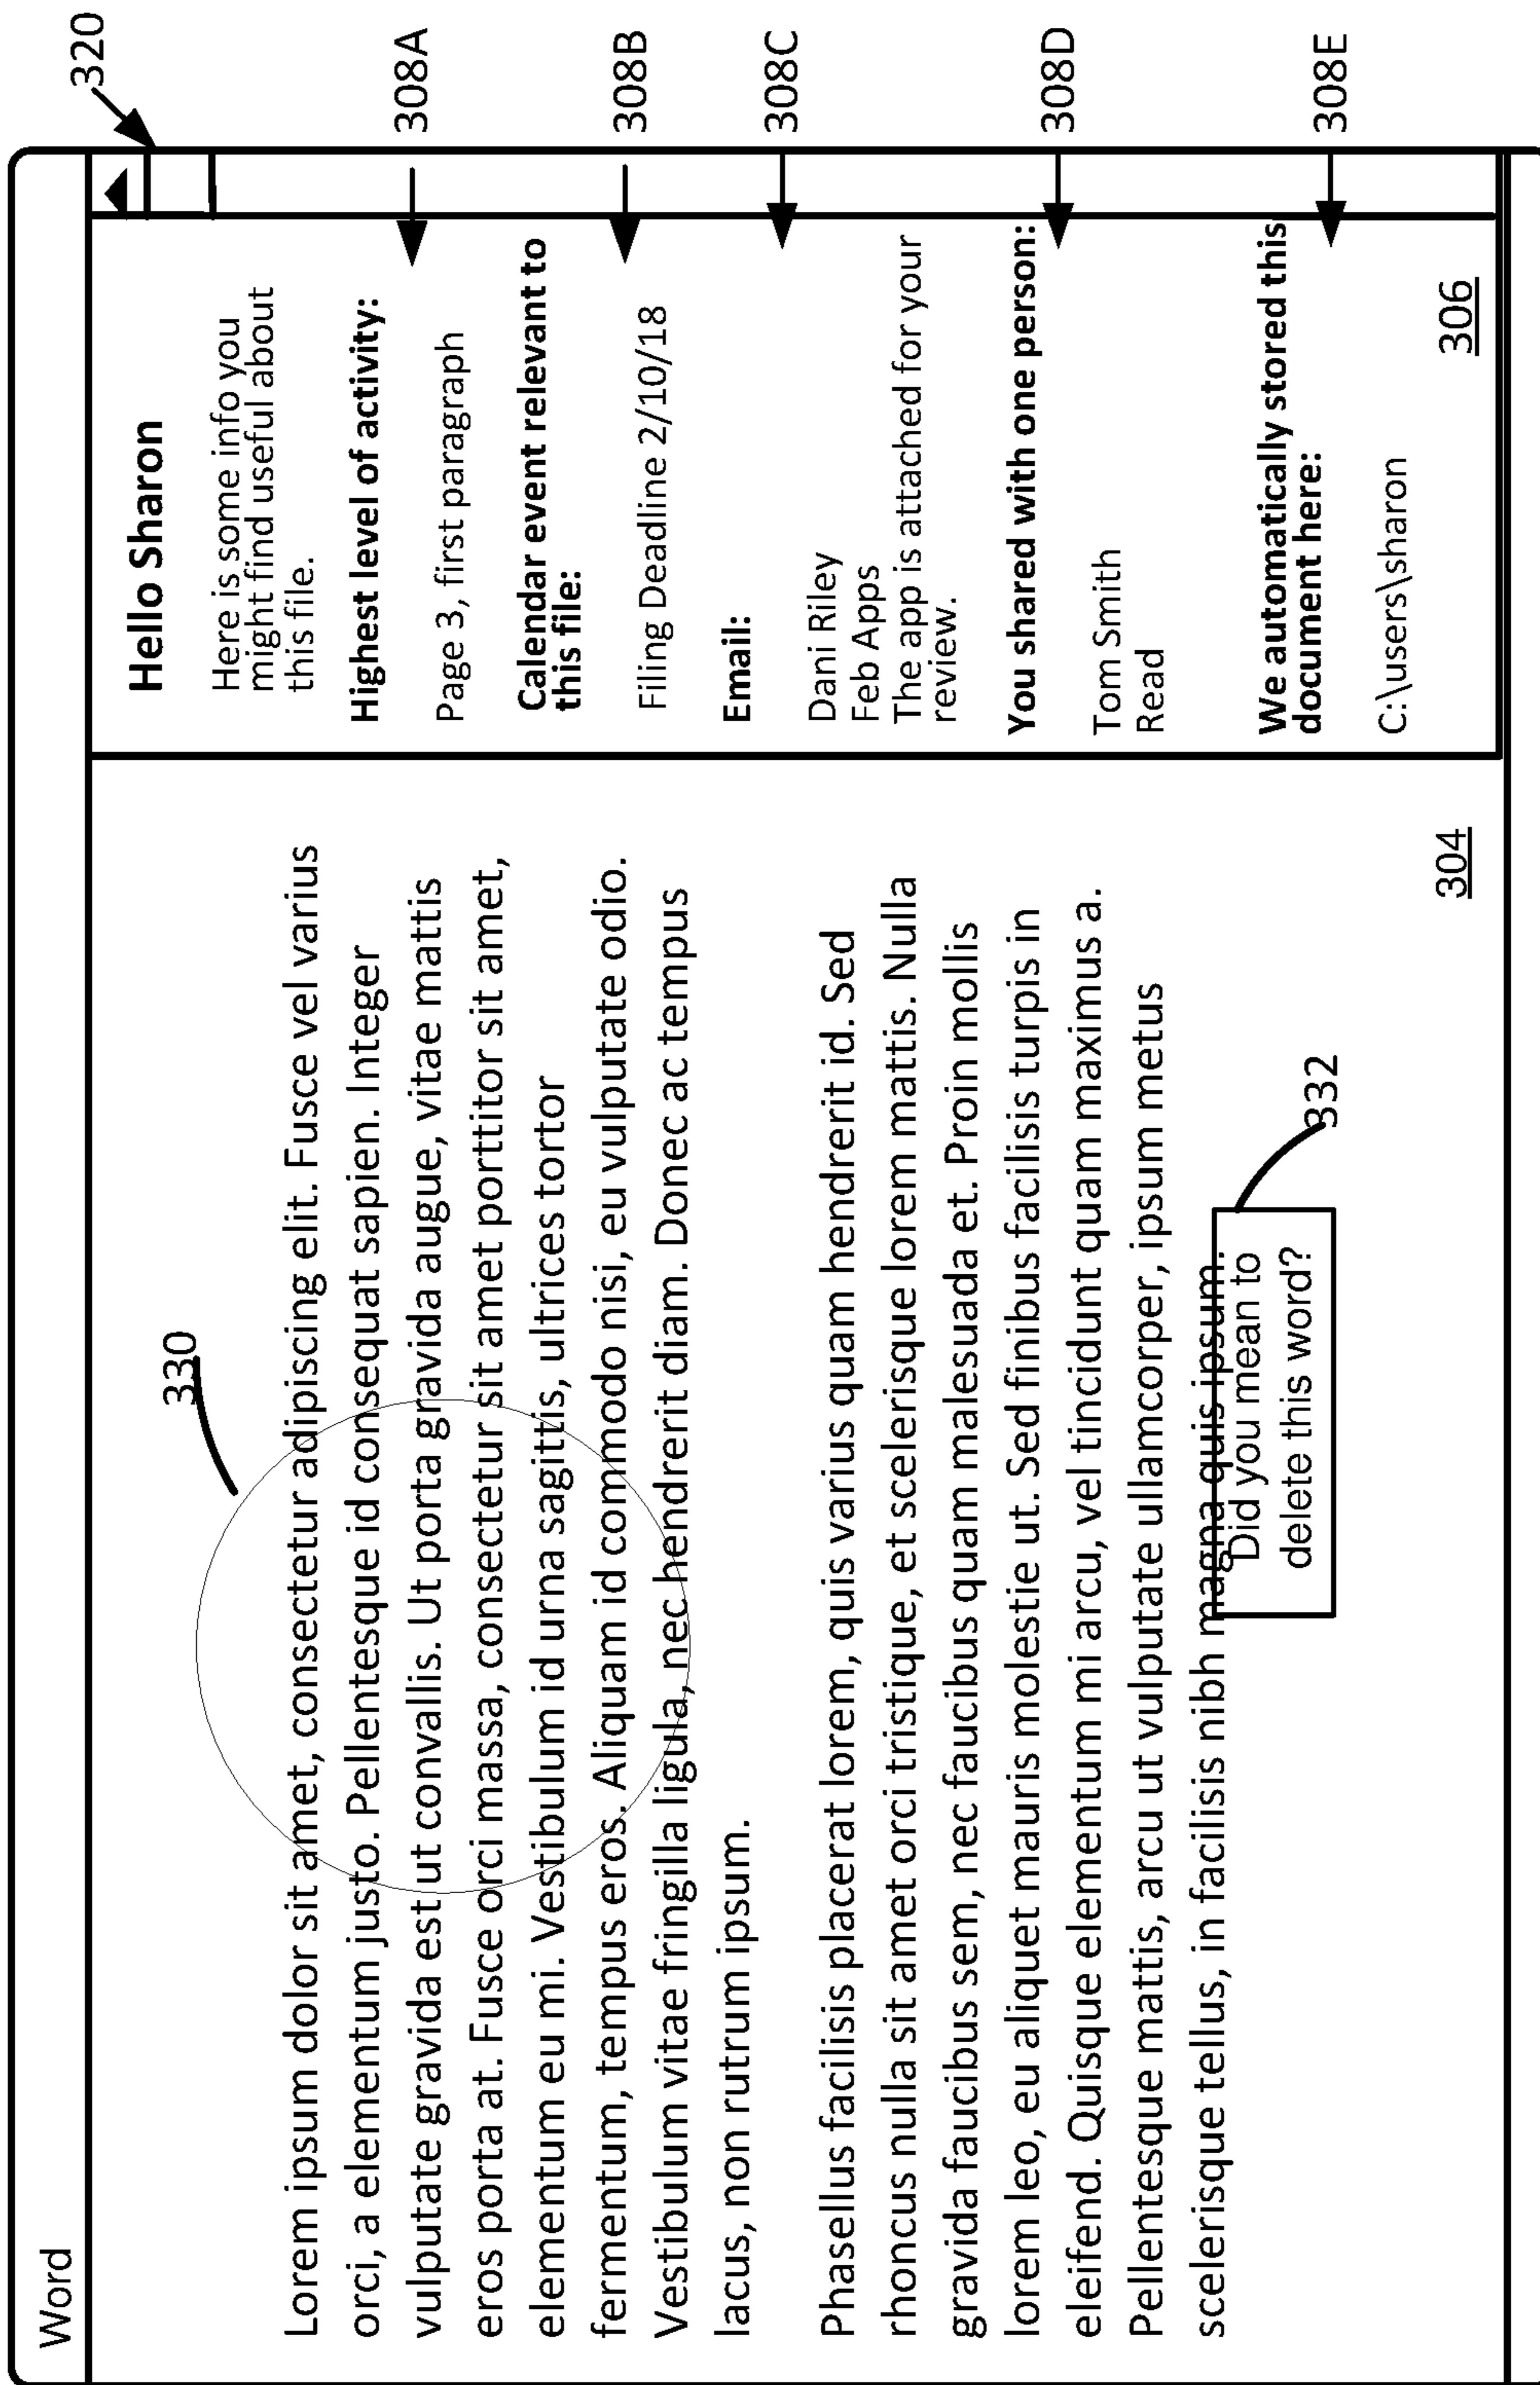 Word
320
Lorem ipsum dolor sit amet, consectetur adipiscing elit. Fusce vel varius
orci, a elementum justo. Pellentesque id consequat sapien. Integer
vulputate gravida est ut convallis. Ut porta gravida augue, vitae mattis
eros porta at. Fusce orci massa, consectetur sit amet porttitor sit amet,
elementum eu mi. Vestibulum id urna sagittis, ultrices tortor
fermentum, tempus eros. Aliquam id commodo nisi, eu vulputate odio.
Vestibulum vitae fringilla ligula, nec hendrerit diam. Donec ac tempus
lacus, non rutrum ipsum.
Phasellus facilisis placerat lorem, quis varius quam hendrerit id. Sed
rhoncus nulla sit amet orci tristique, et scelerisque lorem mattis. Nulla
gravida faucibus sem, nec faucibus quam malesuada et. Proin mollis
lorem leo, eu aliquet mauris molestie ut. Sed finibus facilisis turpis in
eleifend. Quisque elementum mi arcu, vel tincidunt quam maximus a.
Pellentesque mattis, arcu ut vulputate ullamcorper, ipsum metus
scelerisque tellus, in facilisis nibh magna quis ipsum.
330
Did you mean to
delete this word?
332
304
Hello Sharon
Here is some info you
might find useful about
this file.
Highest level of activity:
Page 3, first paragraph
308A
Calendar event relevant to
this file:
Filing Deadline 2/10/18
308B
Email:
Dani Riley
Feb Apps
The app is attached for your
review.
308C
You shared with one person:
Tom Smith
Read
308D
We automatically stored this
document here:
C:\users\sharon
308E
306